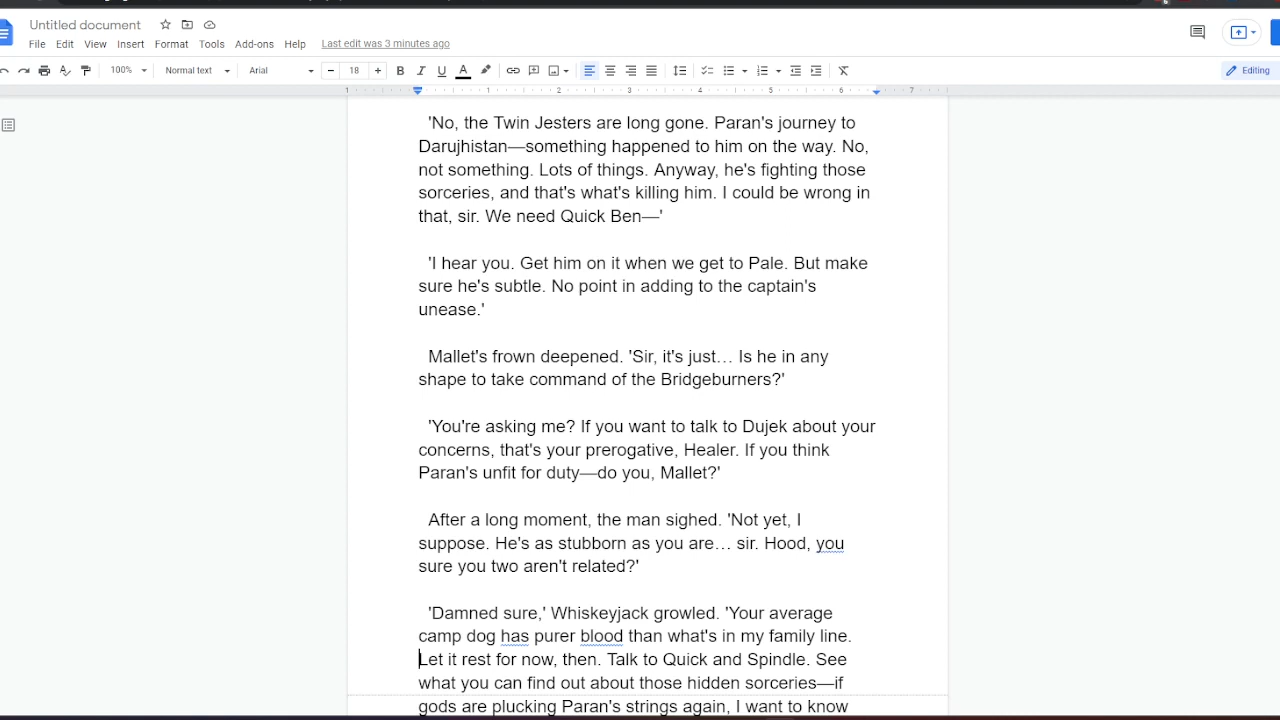 Untitled document
File Edit View Insert Format Tools Add-ons Help Last edit was 3 minutes ago
100% Normal text Arial 18 B I U A Editing
1 1 2 3 4 5 6 7
'No, the Twin Jesters are long gone. Paran's journey to
Darujhistan—something happened to him on the way. No,
not something. Lots of things. Anyway, he's fighting those
sorceries, and that's what's killing him. I could be wrong in
that, sir. We need Quick Ben—'
'I hear you. Get him on it when we get to Pale. But make
sure he's subtle. No point in adding to the captain's
unease.'
Mallet's frown deepened. 'Sir, it's just… Is he in any
shape to take command of the Bridgeburners?'
'You're asking me? If you want to talk to Dujek about your
concerns, that's your prerogative, Healer. If you think
Paran's unfit for duty—do you, Mallet?'
After a long moment, the man sighed. 'Not yet, I
suppose. He's as stubborn as you are… sir. Hood, you
sure you two aren't related?'
'Damned sure,' Whiskeyjack growled. 'Your average
camp dog has purer blood than what's in my family line.
Let it rest for now, then. Talk to Quick and Spindle. See
what you can find out about those hidden sorceries—if
gods are plucking Paran's strings again, I want to know